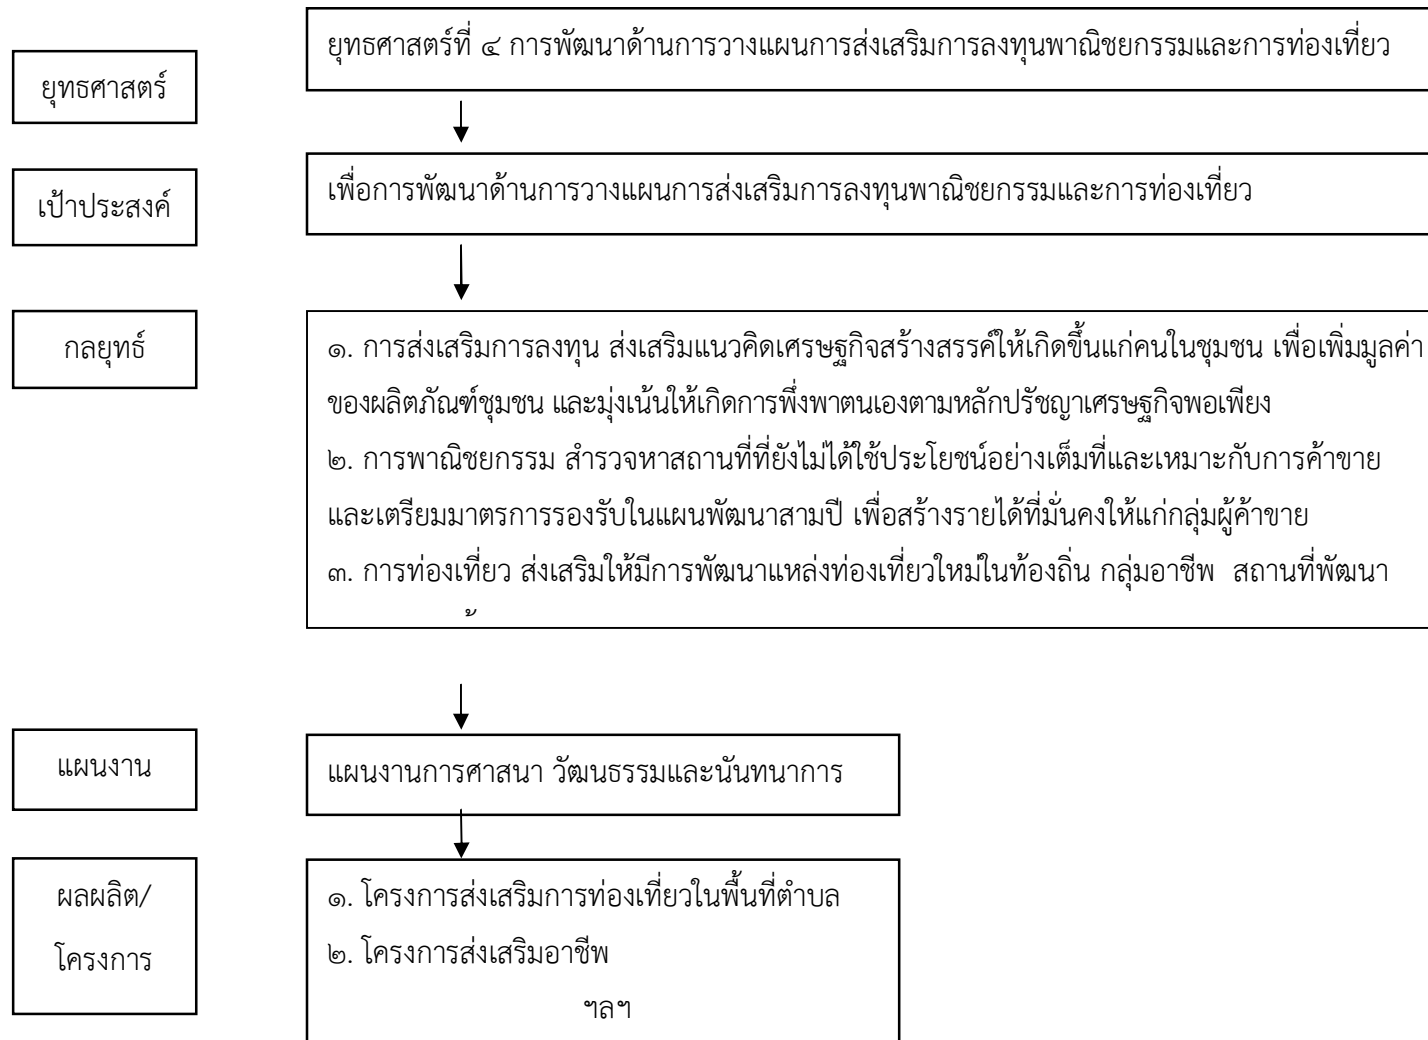 ยุทธศาสตร์
ยุทธศาสตร์ที่ ๔ การพัฒนาด้านการวางแผนการส่งเสริมการลงทุนพาณิชยกรรมและการท่องเที่ยว
เป้าประสงค์
เพื่อการพัฒนาด้านการวางแผนการส่งเสริมการลงทุนพาณิชยกรรมและการท่องเที่ยว
กลยุทธ์
๑. การส่งเสริมการลงทุน ส่งเสริมแนวคิดเศรษฐกิจสร้างสรรค์ให้เกิดขึ้นแก่คนในชุมชน เพื่อเพิ่มมูลค่า
ของผลิตภัณฑ์ชุมชน และมุ่งเน้นให้เกิดการพึ่งพาตนเองตามหลักปรัชญาเศรษฐกิจพอเพียง
๒. การพาณิชยกรรม สำรวจหาสถานที่ที่ยังไม่ได้ใช้ประโยชน์อย่างเต็มที่และเหมาะกับการค้าขาย
และเตรียมมาตรการรองรับในแผนพัฒนาสามปี เพื่อสร้างรายได้ที่มั่นคงให้แก่กลุ่มผู้ค้าขาย
๓. การท่องเที่ยว ส่งเสริมให้มีการพัฒนาแหล่งท่องเที่ยวใหม่ในท้องถิ่น กลุ่มอาชีพ สถานที่พัฒนา
แผนงาน
แผนงานการศาสนา วัฒนธรรมและนันทนาการ
ผลผลิต/
โครงการ
๑. โครงการส่งเสริมการท่องเที่ยวในพื้นที่ตำบล
๒. โครงการส่งเสริมอาชีพ
ฯลฯ